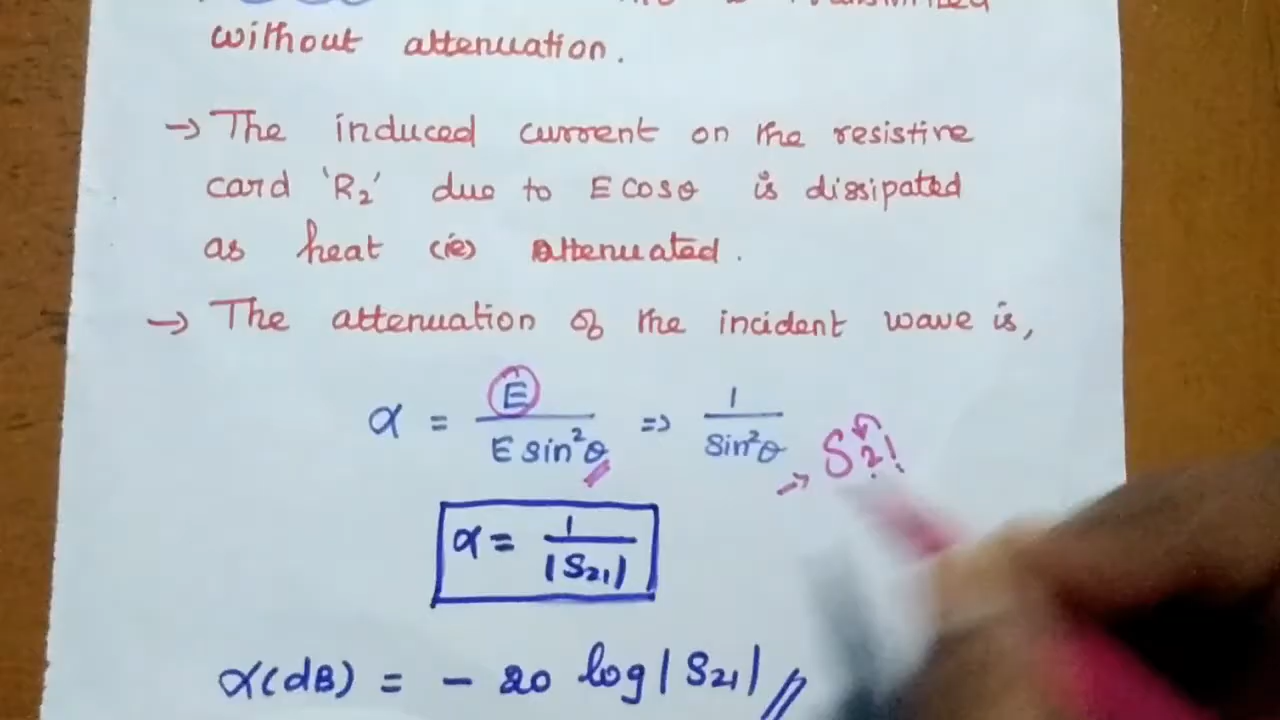 without attenuation.
→ The induced current on the resistive
card 'R₂' due to E cosθ is dissipated
as heat (ie) attenuated.
→ The attenuation of the incident wave is,
α = E / E sin²θ ⇒ 1 / sin²θ → S21
α = 1 / |S₂₁|
α(dB) = - 20 log |S₂₁| //